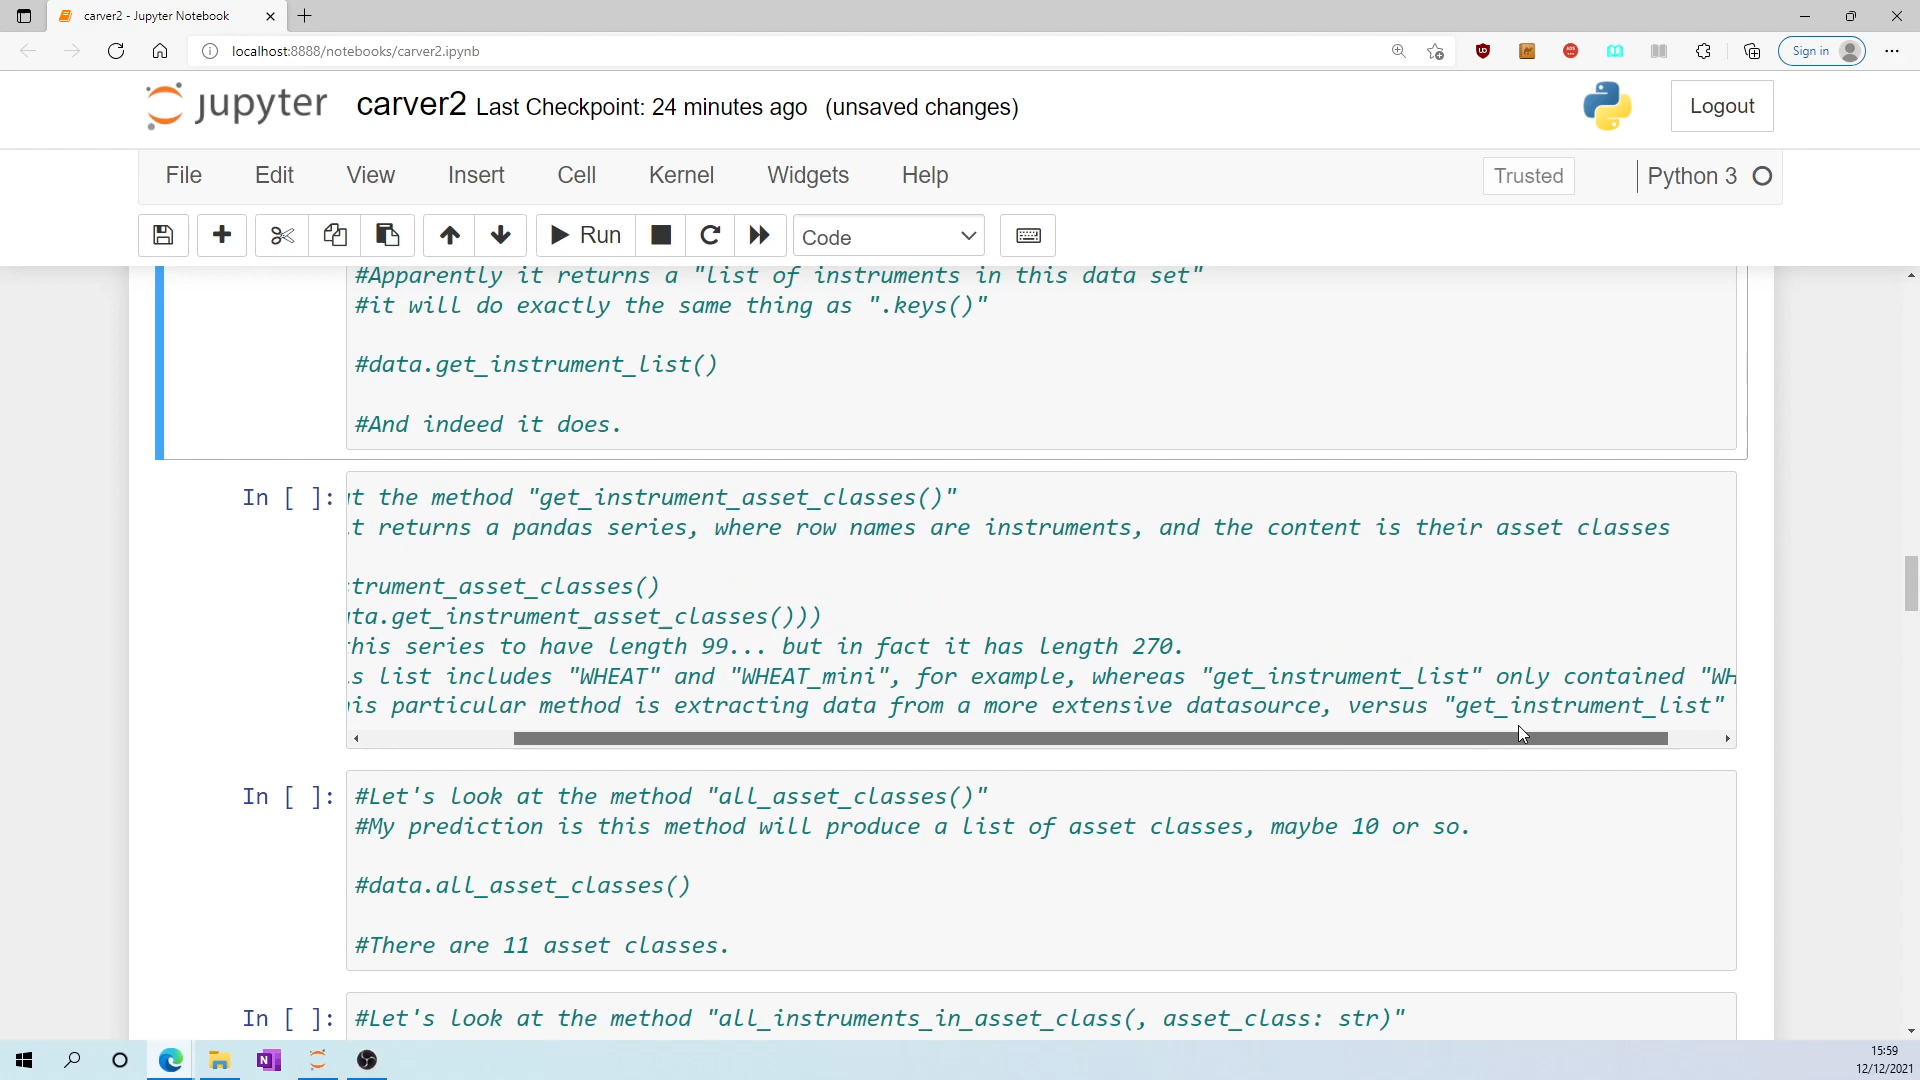 carver2 - Jupyter Notebook
localhost:8888/notebooks/carver2.ipynb
Sign in
jupyter carver2 Last Checkpoint: 24 minutes ago (unsaved changes)
Logout
File Edit View Insert Cell Kernel Widgets Help
Trusted
Python 3
Run
Code
#Apparently it returns a "list of instruments in this data set"
#it will do exactly the same thing as ".keys()"
#data.get_instrument_list()
#And indeed it does.
In [ ]:
t the method "get_instrument_asset_classes()"
t returns a pandas series, where row names are instruments, and the content is their asset classes
trument_asset_classes()
ta.get_instrument_asset_classes()))
his series to have length 99... but in fact it has length 270.
s list includes "WHEAT" and "WHEAT_mini", for example, whereas "get_instrument_list" only contained "WH
is particular method is extracting data from a more extensive datasource, versus "get_instrument_list"
In [ ]:
#Let's look at the method "all_asset_classes()"
#My prediction is this method will produce a list of asset classes, maybe 10 or so.
#data.all_asset_classes()
#There are 11 asset classes.
In [ ]:
#Let's look at the method "all_instruments_in_asset_class(, asset_class: str)"
15:59
12/12/2021